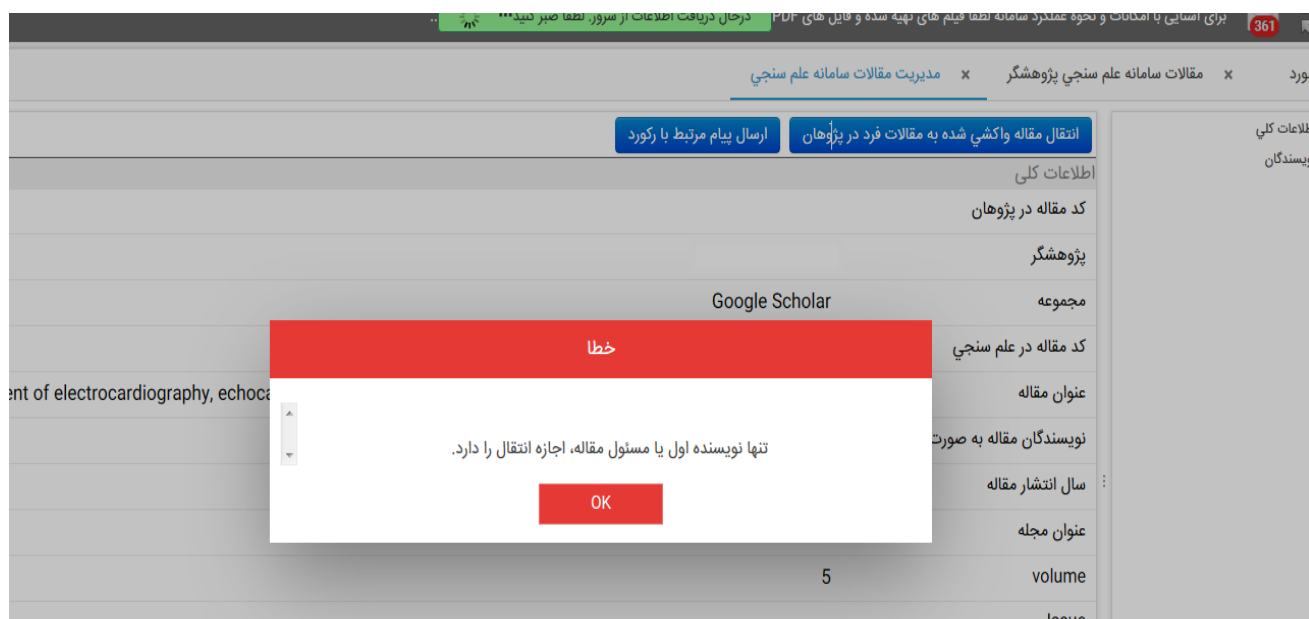 برای آشنایی با امکانات و نحوه عملکرد سامانه لطفا فیلم های تهیه شده و فایل های PDF
درحال دریافت اطلاعات از سرور. لطفا صبر کنید...
361
مقالات سامانه علم سنجي پژوهشگر
مديريت مقالات سامانه علم سنجي
انتقال مقاله واکشي شده به مقالات فرد در پژوهان
ارسال پیام مرتبط با رکورد
اطلاعات کلی
کد مقاله در پژوهان
پژوهشگر
مجموعه Google Scholar
کد مقاله در علم سنجي
عنوان مقاله
ent of electrocardiography, echoca
نویسندگان مقاله به صورت
سال انتشار مقاله
عنوان مجله
volume 5
خطا
تنها نویسنده اول یا مسئول مقاله، اجازه انتقال را دارد.
OK